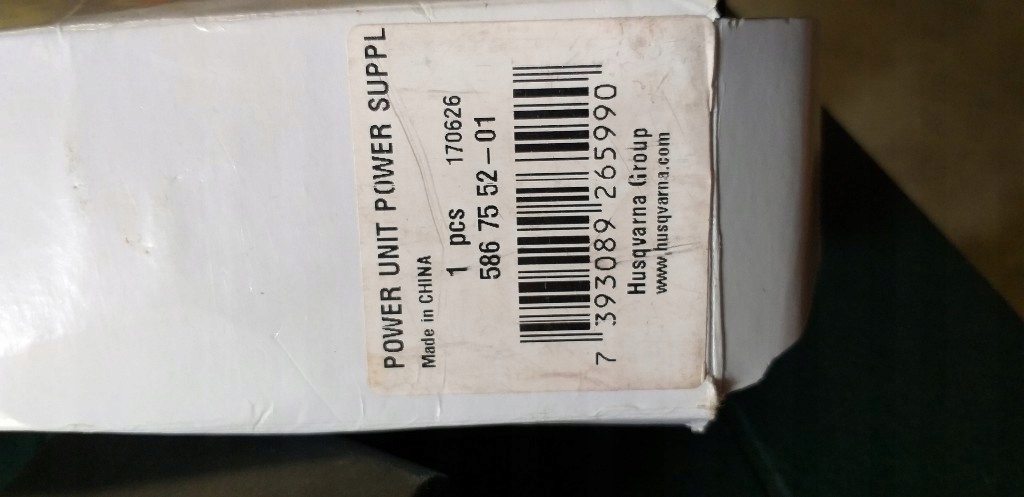 POWER UNIT POWER SUPPL
Made in CHINA
1 pcs 170626
586 75 52-01
7 393089 265990
Husqvarna Group
www.husqvarna.com